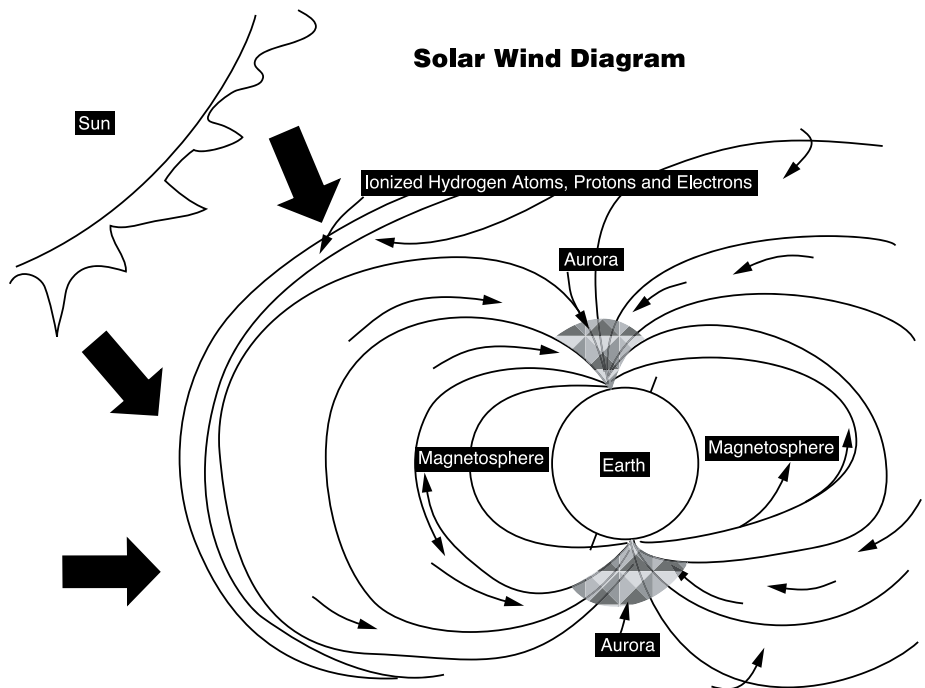 Solar Wind Diagram
Sun
Ionized Hydrogen Atoms, Protons and Electrons
Aurora
Magnetosphere
Earth
Magnetosphere
Aurora